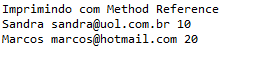 Imprimindo com Method Reference
Sandra sandra@uol.com.br 10
Marcos marcos@hotmail.com 20